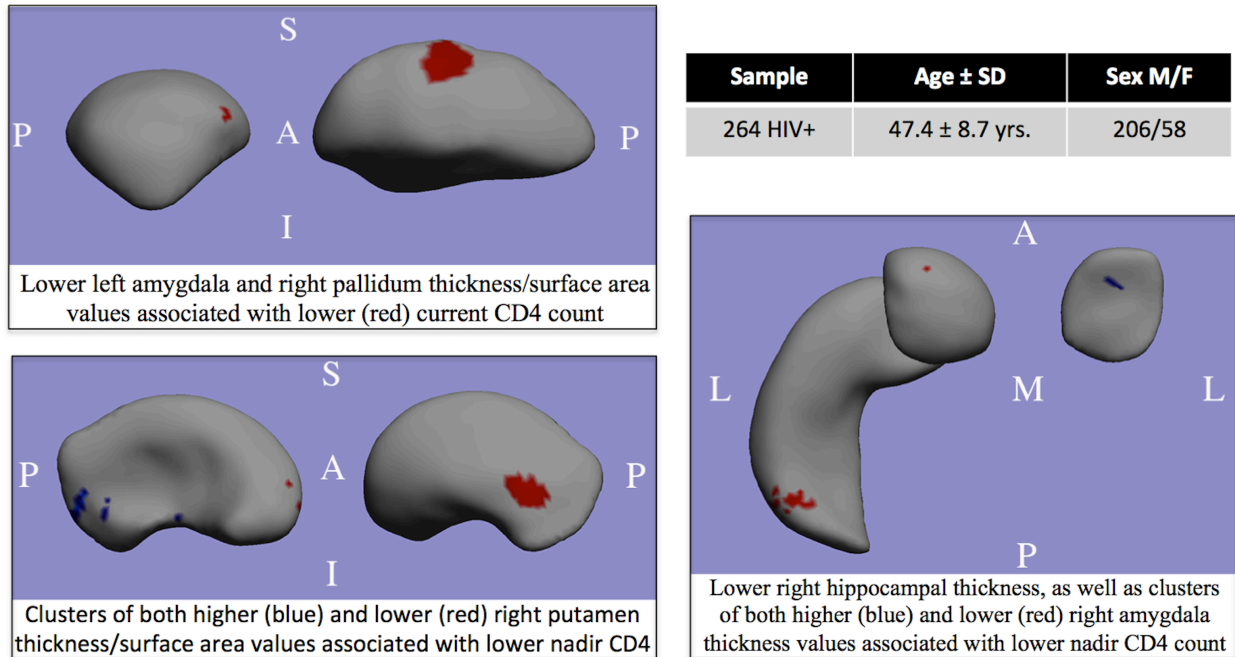 S
P
A
P
I
Lower left amygdala and right pallidum thickness/surface area
values associated with lower (red) current CD4 count
Sample Age ± SD Sex M/F
264 HIV+ 47.4 ± 8.7 yrs. 206/58
S
P
A
P
I
Clusters of both higher (blue) and lower (red) right putamen
thickness/surface area values associated with lower nadir CD4
A
L
M
L
P
Lower right hippocampal thickness, as well as clusters
of both higher (blue) and lower (red) right amygdala
thickness values associated with lower nadir CD4 count